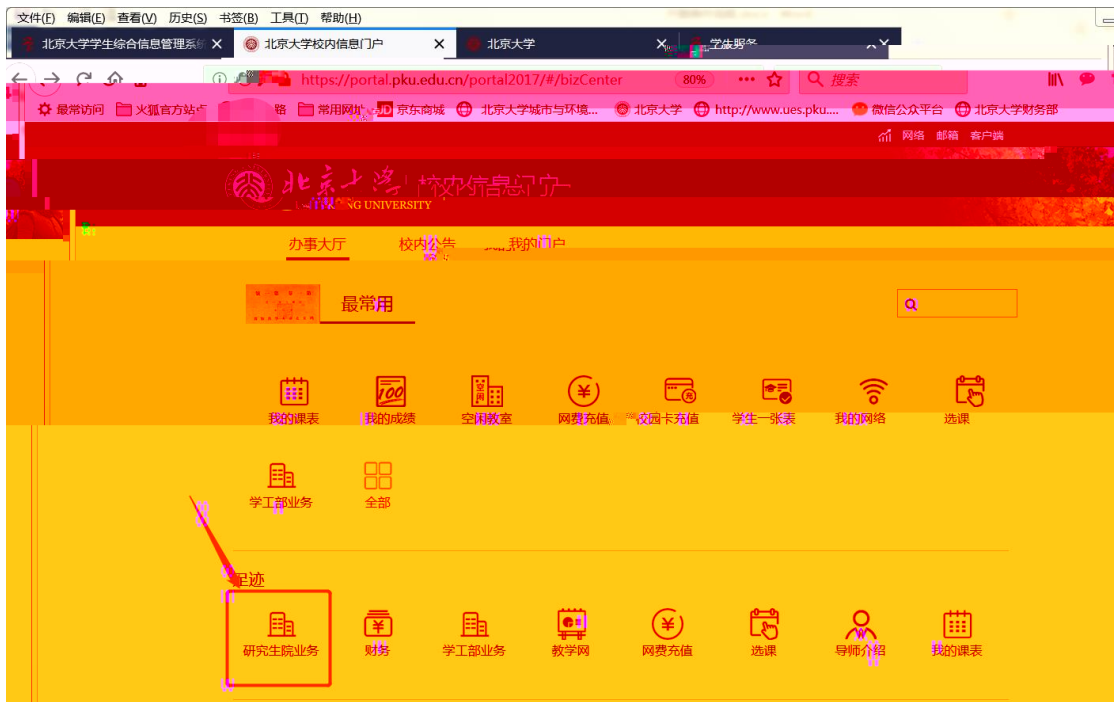 文件(F) 编辑(E) 查看(V) 历史(S) 书签(B) 工具(T) 帮助(H)
北京大学学生综合信息管理系统 北京大学校内信息门户 北京大学
https://portal.pku.edu.cn/portal2017/#/bizCenter 80% 搜索
最常访问 火狐官方站点 常用网址 京东商城 北京大学城市与环境... 北京大学 http://www.ues.pku.... 微信公众平台 北京大学财务部
网络 邮箱 客户端
北京大学 校内信息门户
UNIVERSITY
办事大厅 校内公告 我的门户
最常用
我的课表 我的成绩 空闲教室 网费充值 校园卡充值 学生一张表 我的网络 选课
学工部业务 全部
足迹
研究生院业务 财务 学工部业务 教学网 网费充值 选课 导师介绍 我的课表